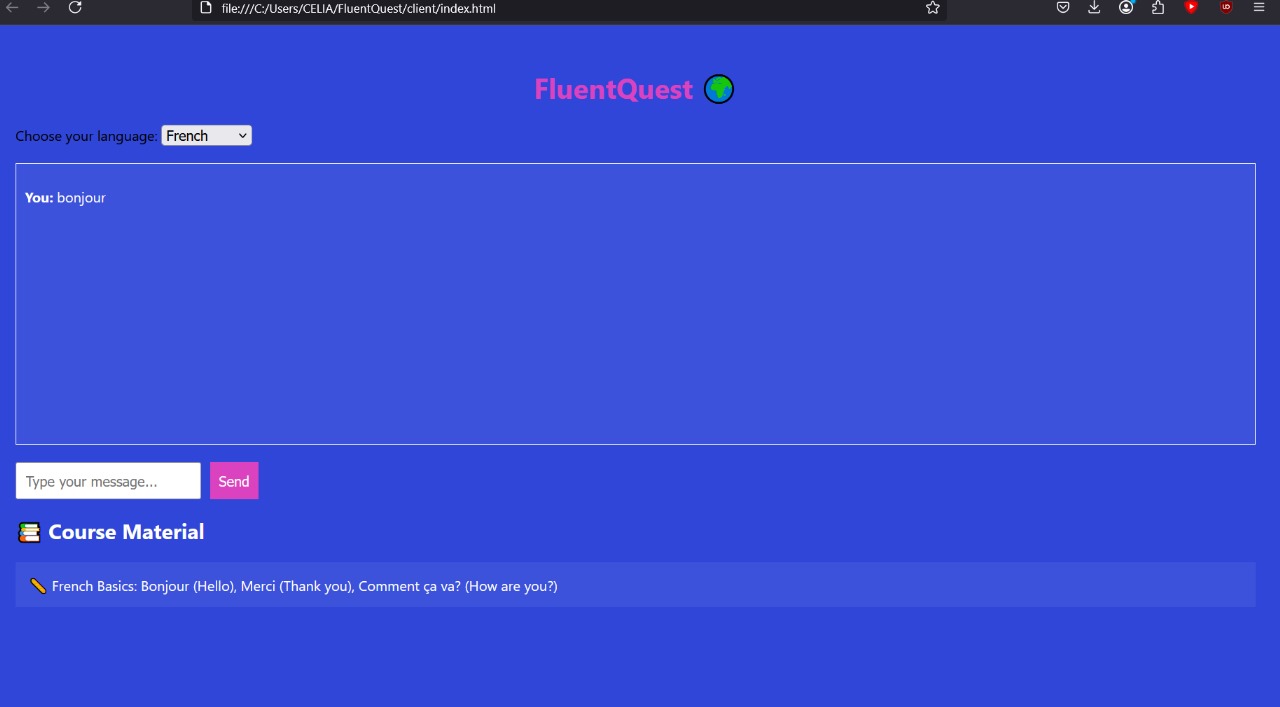 file:///C:/Users/CELIA/FluentQuest/client/index.html
FluentQuest 🌍
Choose your language: French
You: bonjour
Type your message...
Send
📚 Course Material
✏️ French Basics: Bonjour (Hello), Merci (Thank you), Comment ça va? (How are you?)